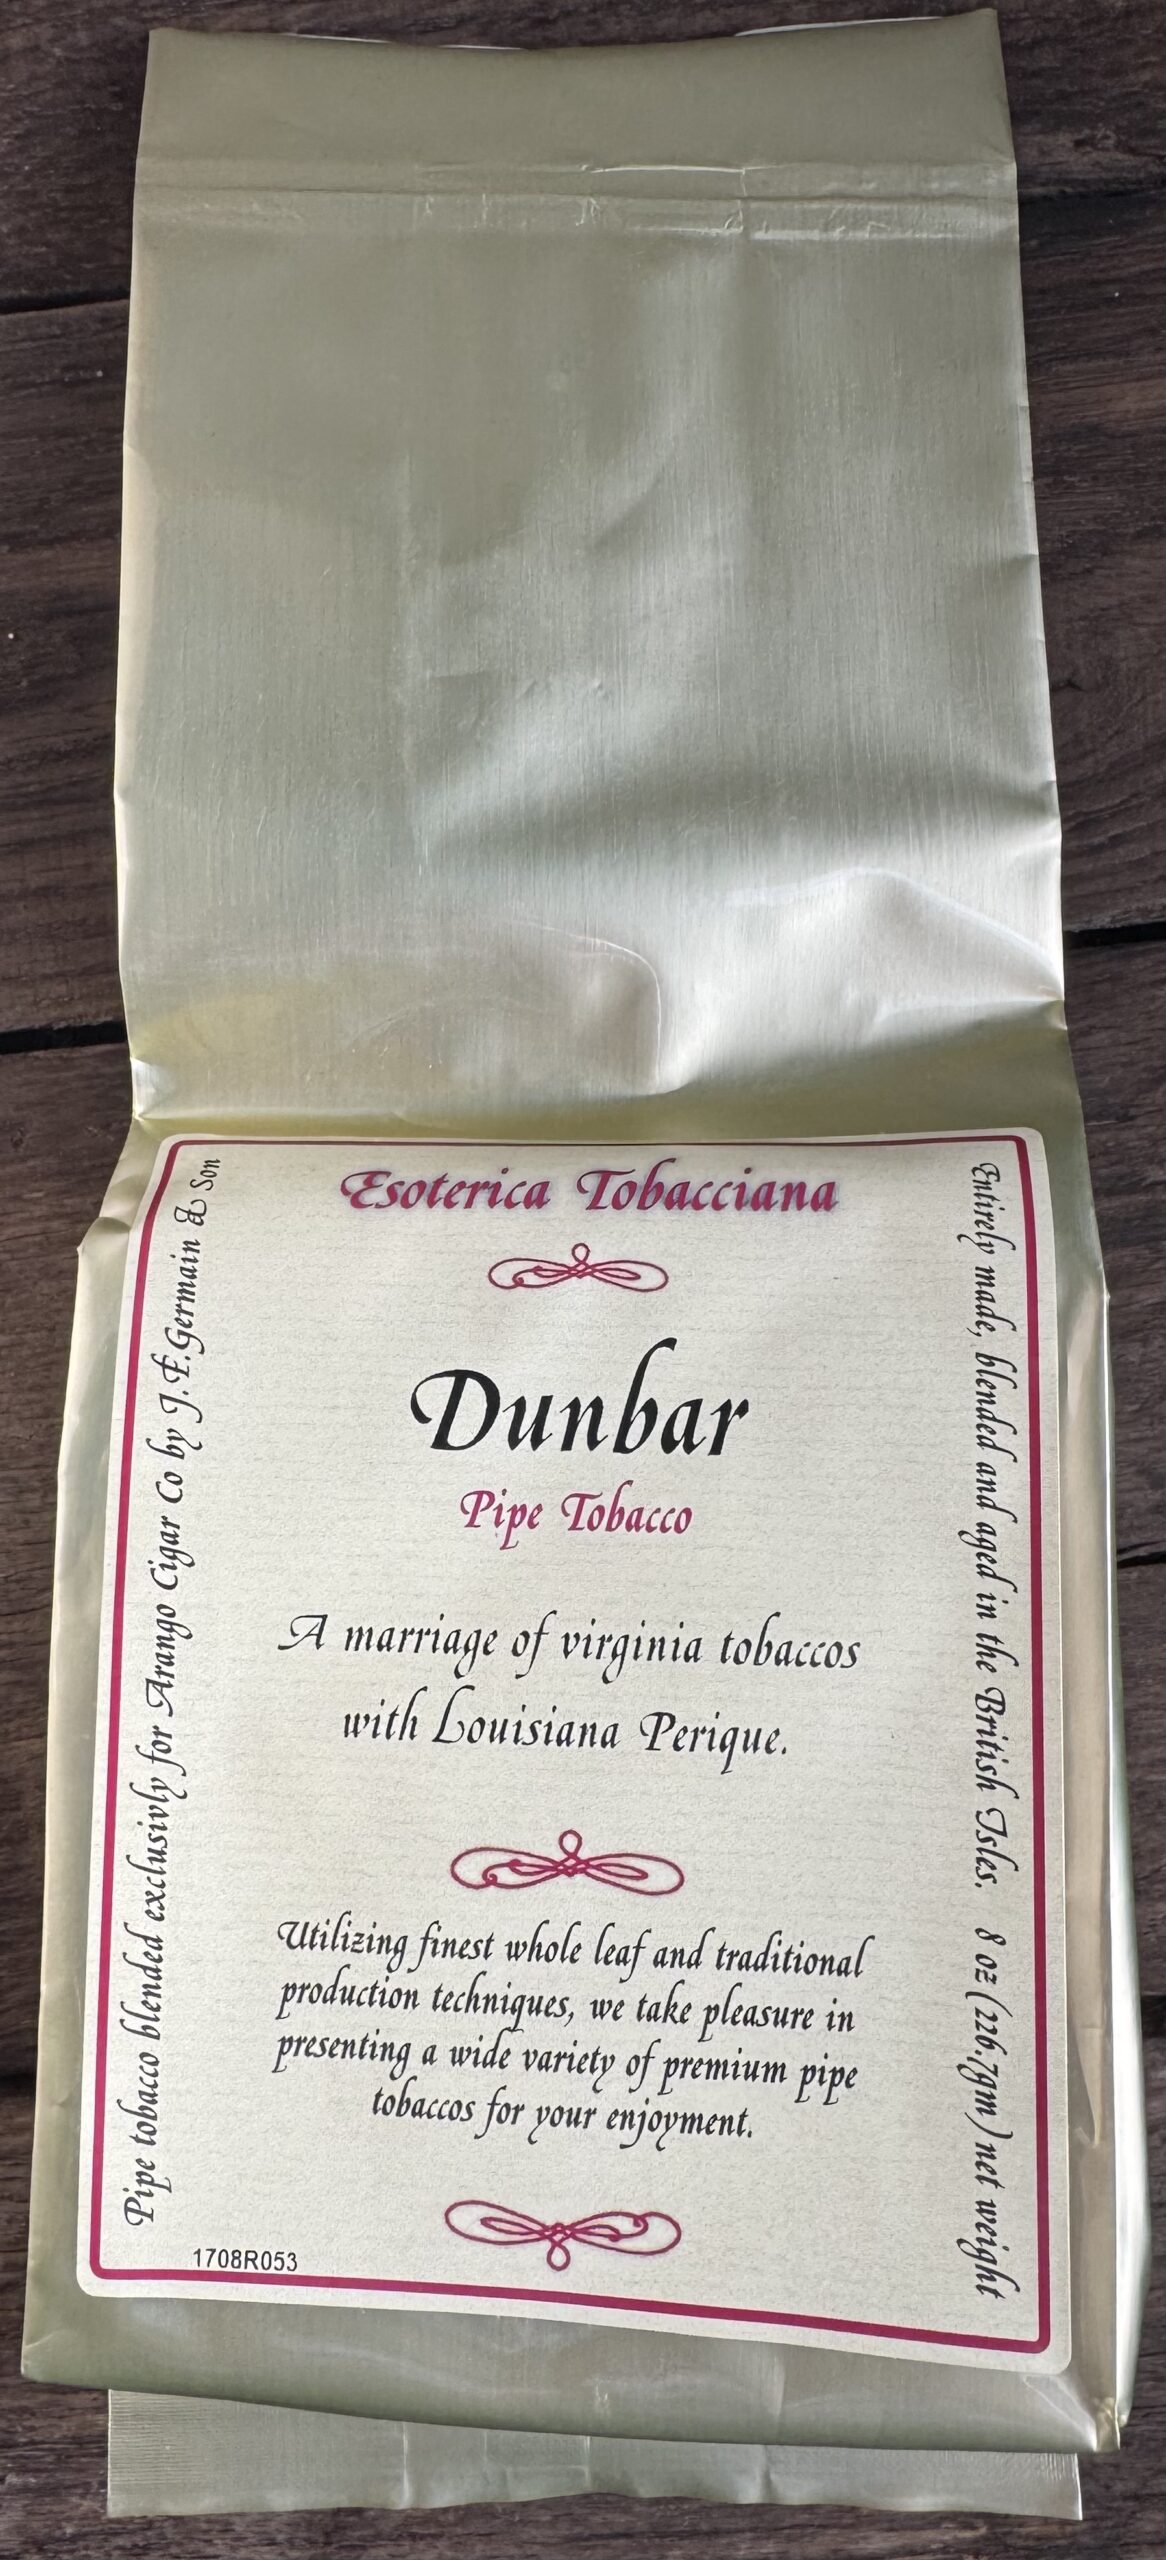 Esoterica Tobacciana
Dunbar
Pipe Tobacco
A marriage of virginia tobaccos
with Louisiana Perique.
Utilizing finest whole leaf and traditional
production techniques, we take pleasure in
presenting a wide variety of premium pipe
tobaccos for your enjoyment.
Pipe tobacco blended exclusivly for Arango Cigar Co by J.F.Germain & Son
Entirely made, blended and aged in the British Isles. 8 oz (226.7gm) net weight
1708R053